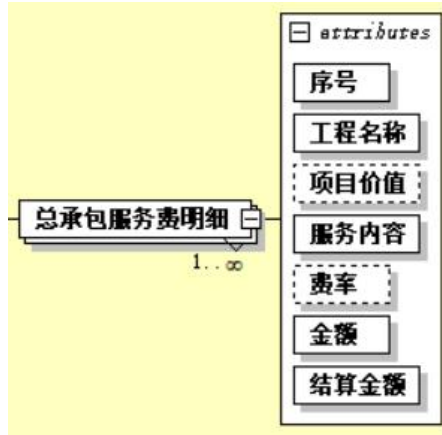 attributes
序号
工程名称
项目价值
总承包服务费明细
服务内容
1..∞
费率
金额
结算金额